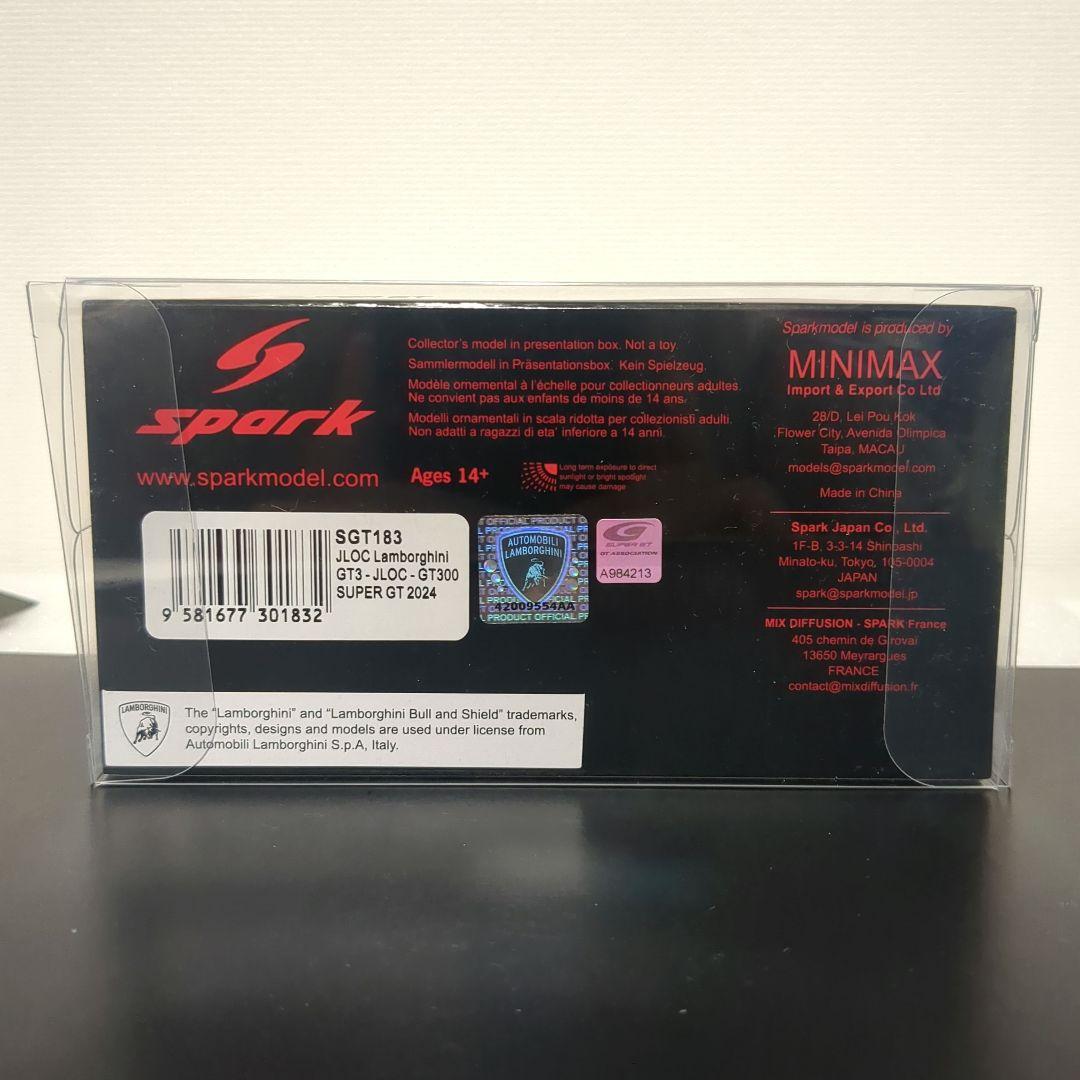 spark
www.sparkmodel.com
Collector's model in presentation box. Not a toy.
Sammlermodell in Präsentationsbox. Kein Spielzeug.
Modèle ornemental à l'échelle pour collectionneurs adultes.
Ne convient pas aux enfants de moins de 14 ans.
Modelli ornamentali in scala ridotta per collezionisti adulti.
Non adatti a ragazzi di eta' inferiore a 14 anni.
Ages 14+
Long term exposure to direct
sunlight or bright spotlight
may cause damage
SGT183
JLOC Lamborghini
GT3 - JLOC - GT300
SUPER GT 2024
9 581677 301832
OFFICIAL PRODUCT
AUTOMOBILI
LAMBORGHINI
42009554AA
PRODUCT OFFICIAL
SUPER GT
GT ASSOCIATION
A984213
LAMBORGHINI
The "Lamborghini" and "Lamborghini Bull and Shield" trademarks,
copyrights, designs and models are used under license from
Automobili Lamborghini S.p.A, Italy.
Sparkmodel is produced by
MINIMAX
Import & Export Co Ltd
28/D, Lei Pou Kok
Flower City, Avenida Olimpica
Taipa, MACAU
models@sparkmodel.com
Made in China
Spark Japan Co., Ltd.
1F-B, 3-3-14 Shinbashi
Minato-ku, Tokyo, 105-0004
JAPAN
spark@sparkmodel.jp
MIX DIFFUSION - SPARK France
405 chemin de Girovaï
13650 Meyrargues
FRANCE
contact@mixdiffusion.fr